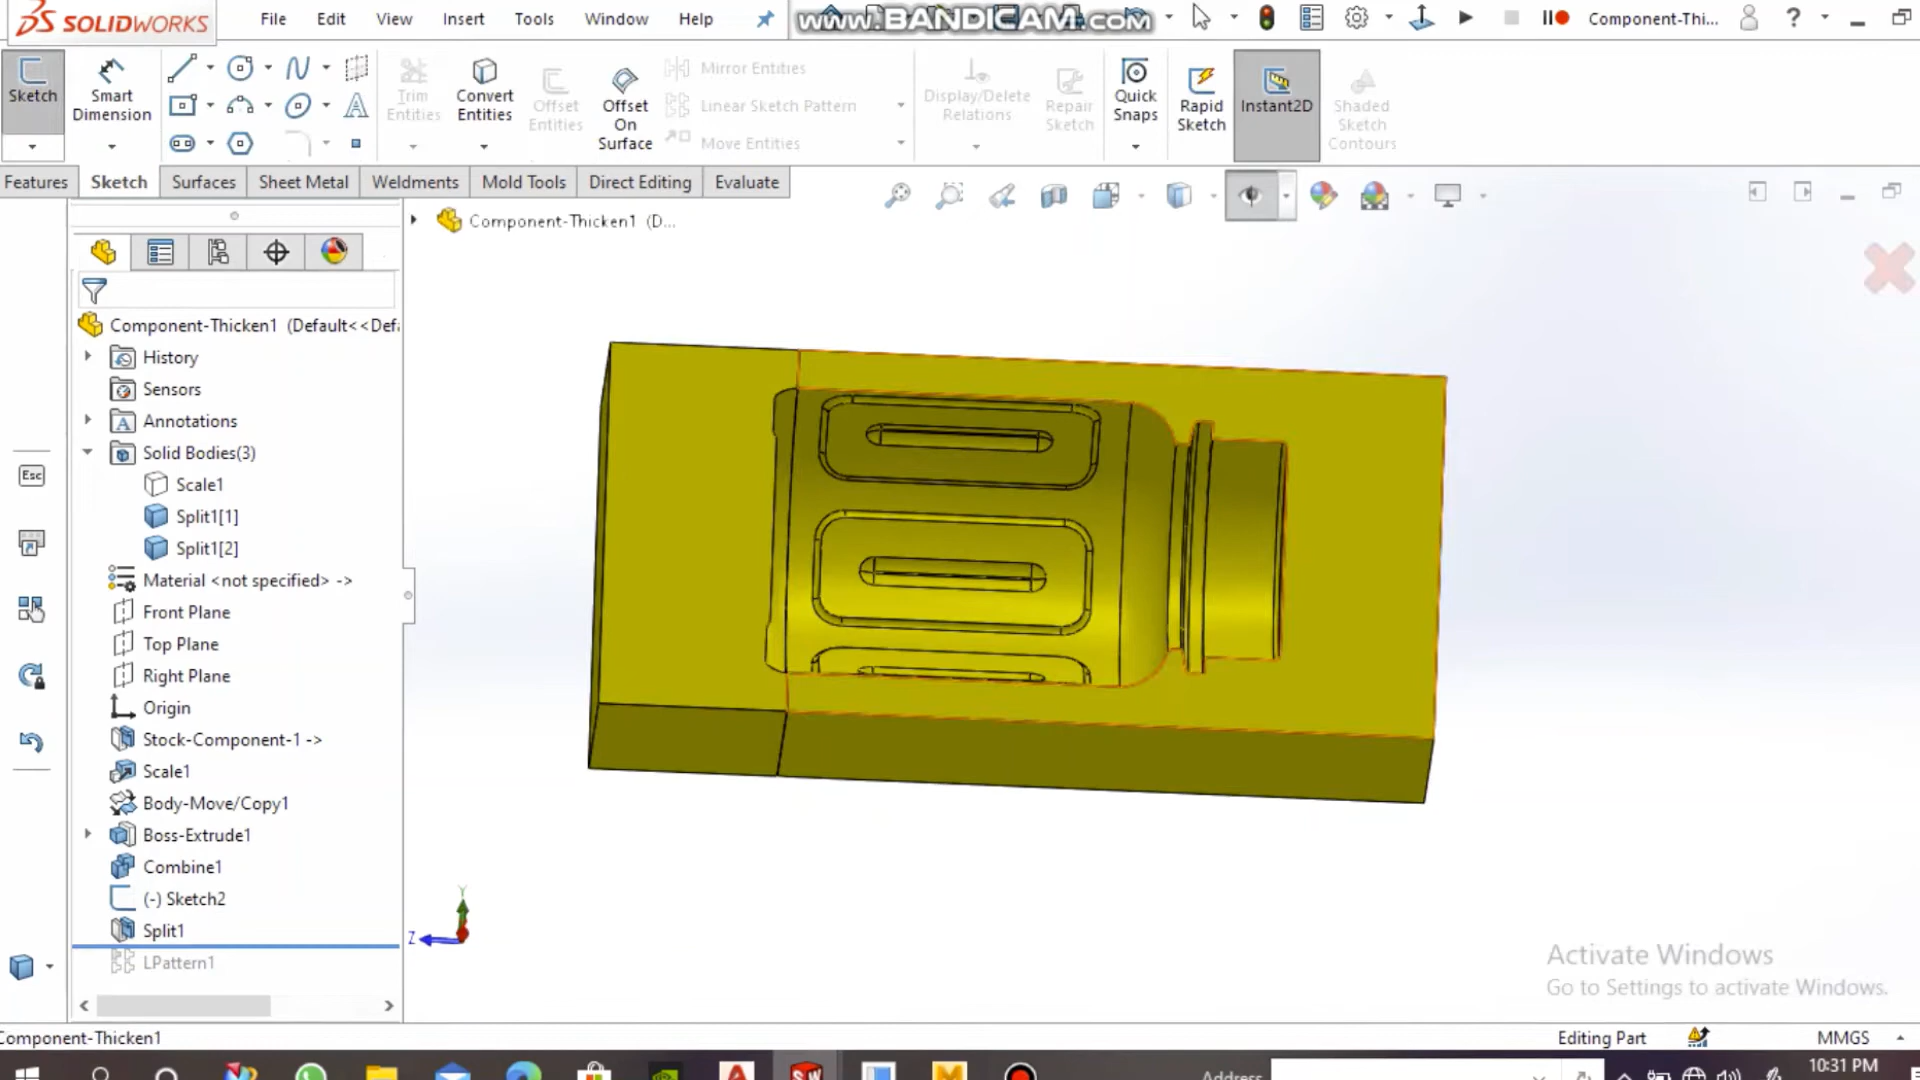 SOLIDWORKS
File Edit View Insert Tools Window Help
www.BANDICAM.com
Component-Thi... ?
Sketch
Smart Dimension
Trim Entities
Convert Entities
Offset Entities
Offset On Surface
Mirror Entities
Linear Sketch Pattern
Move Entities
Display/Delete Relations
Repair Sketch
Quick Snaps
Rapid Sketch
Instant2D
Shaded Sketch Contours
Features Sketch Surfaces Sheet Metal Weldments Mold Tools Direct Editing Evaluate
Component-Thicken1 (D...
Component-Thicken1 (Default<<Def
History
Sensors
Annotations
Solid Bodies(3)
Scale1
Split1[1]
Split1[2]
Material <not specified> ->
Front Plane
Top Plane
Right Plane
Origin
Stock-Component-1 ->
Scale1
Body-Move/Copy1
Boss-Extrude1
Combine1
(-) Sketch2
Split1
LPattern1
Esc
Y
Z
Activate Windows
Go to Settings to activate Windows.
Component-Thicken1
Editing Part
MMGS
Address
10:31 PM